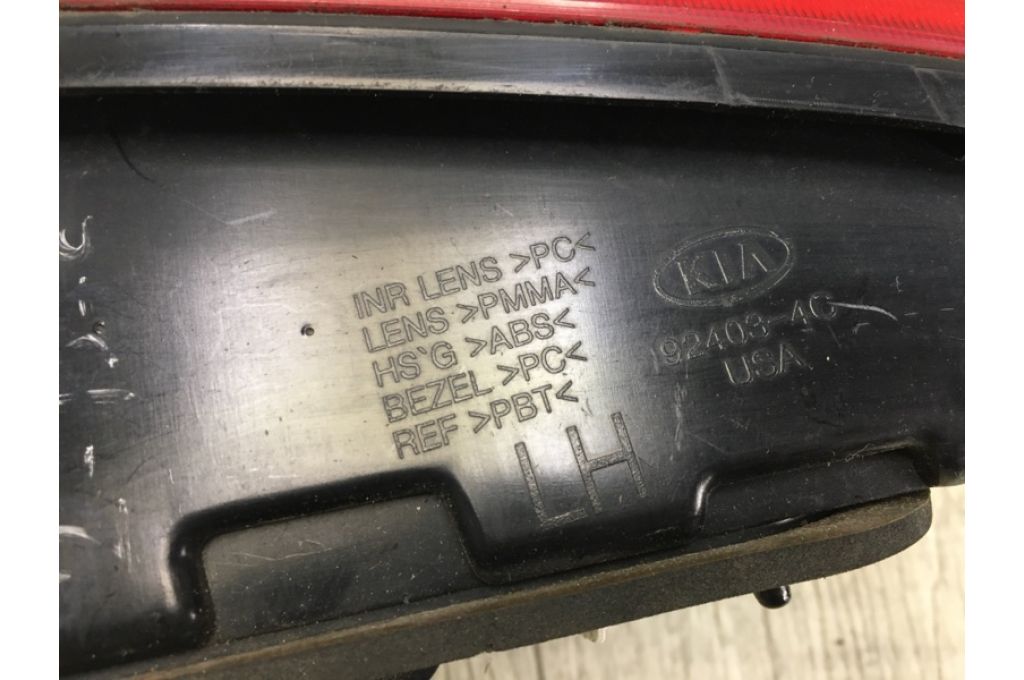 INR LENS >PC<
LENS >PMMA<
HS`G >ABS<
BEZEL >PC<
REF >PBT<
LH
KIA
92403-4C
USA